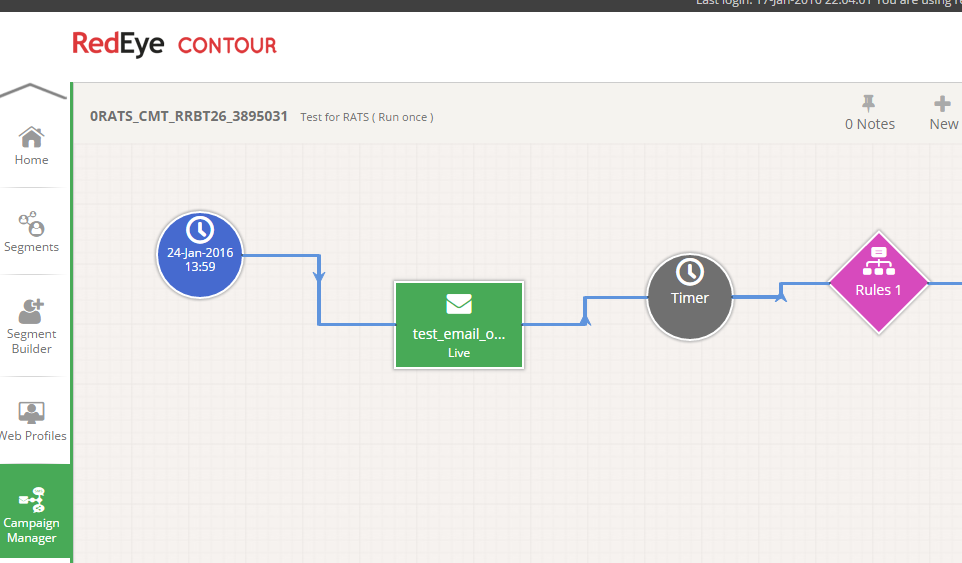 Last login: 17-Jan-2016 22:04:01 You are using
RedEye CONTOUR
0RATS_CMT_RRBT26_3895031 Test for RATS ( Run once )
0 Notes
New
Home
Segments
Segment
Builder
Web Profiles
Campaign
Manager
24-Jan-2016
13:59
test_email_o...
Live
Timer
Rules 1